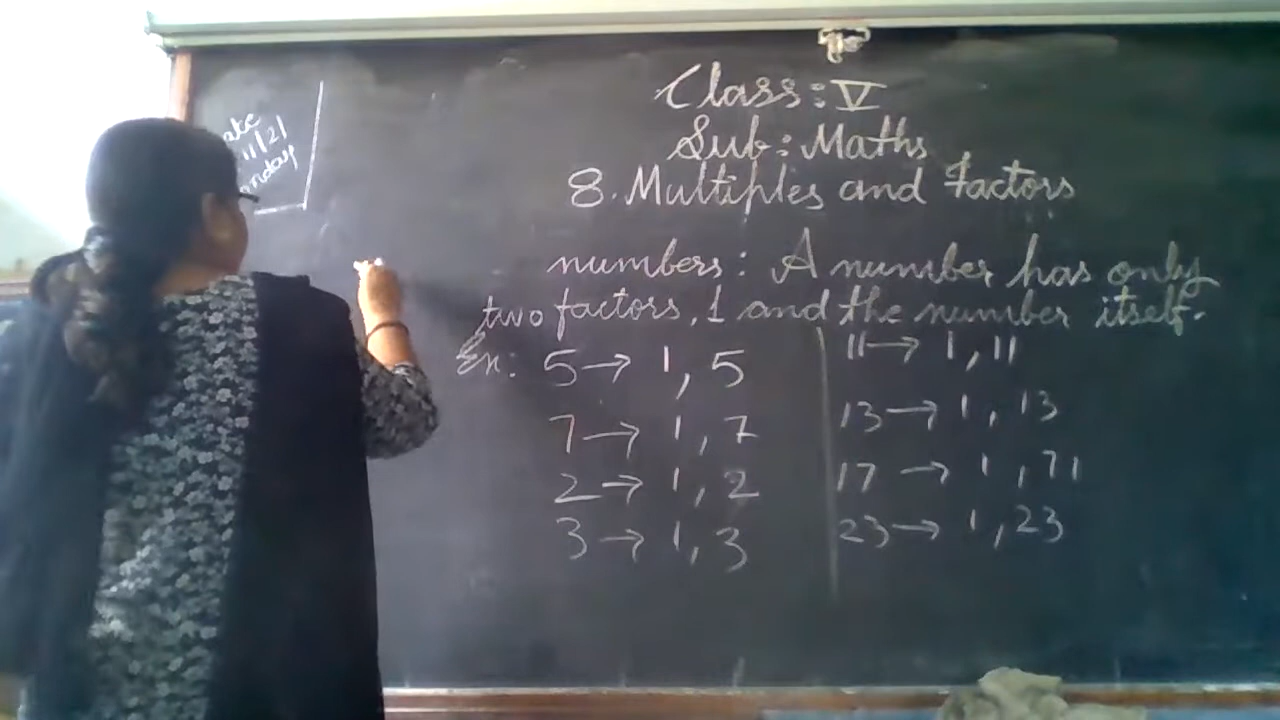 11/21
Class: V
Sub: Maths
8. Multiples and Factors
numbers: A number has only
two factors, 1 and the number itself.
Ex: 5→ 1, 5
7→ 1, 7
2→ 1, 2
3→ 1, 3
11→ 1, 11
13→ 1, 13
17→ 1, 71
23→ 1, 23